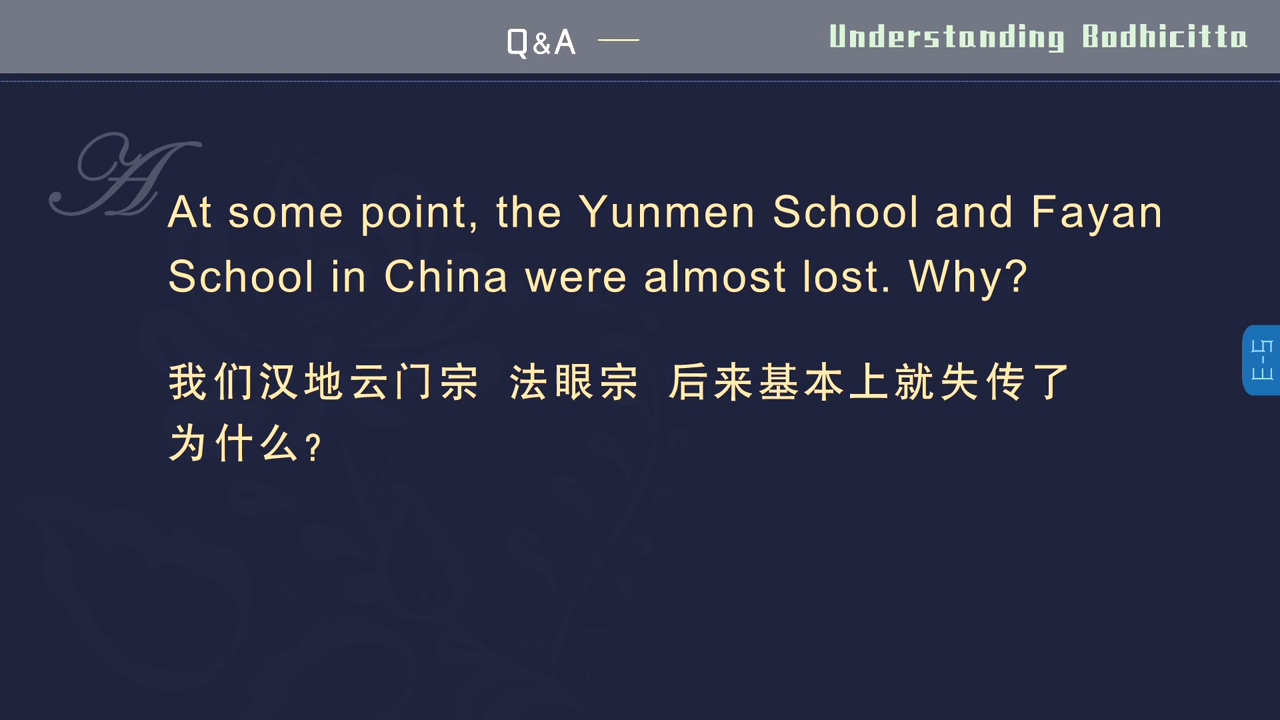 Q&A
Understanding Bodhicitta
A
At some point, the Yunmen School and Fayan
School in China were almost lost. Why?
我们汉地云门宗 法眼宗 后来基本上就失传了
为什么?
E-5